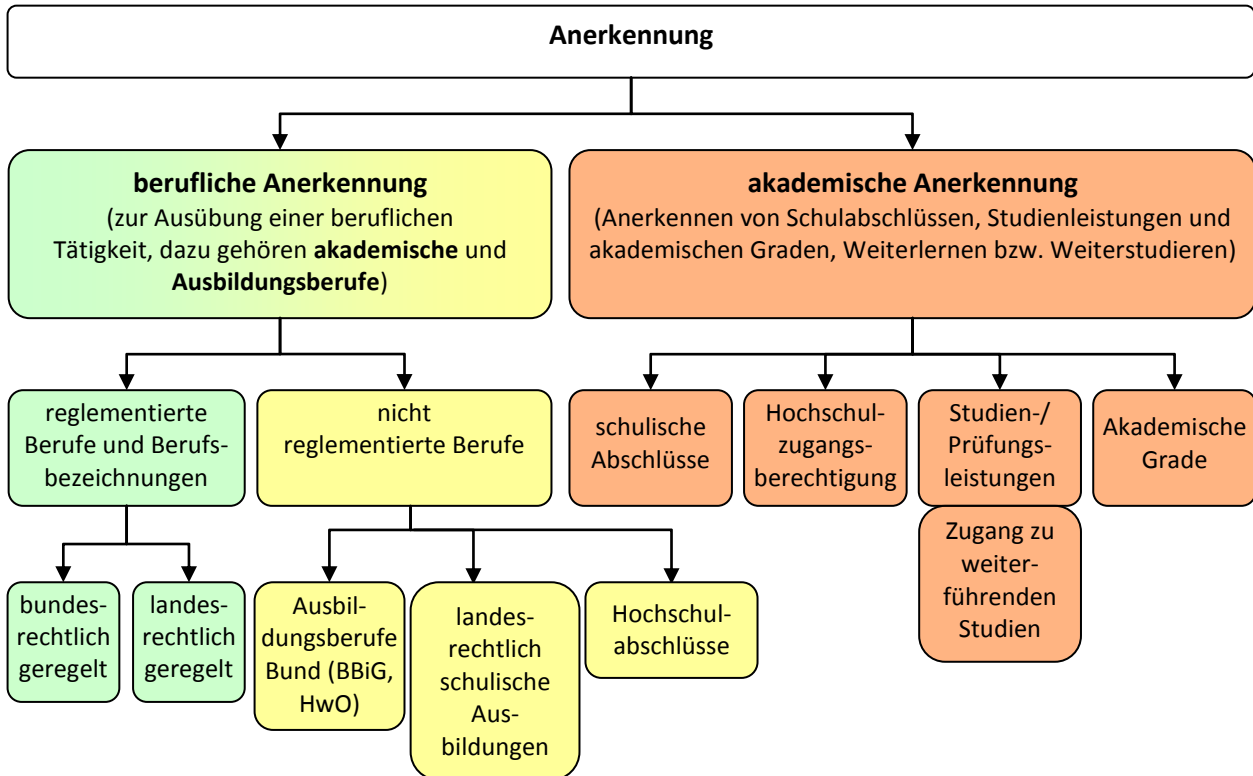 Anerkennung
berufliche Anerkennung
(zur Ausübung einer beruflichen
Tätigkeit, dazu gehören akademische und
Ausbildungsberufe)
akademische Anerkennung
(Anerkennen von Schulabschlüssen, Studienleistungen und
akademischen Graden, Weiterlernen bzw. Weiterstudieren)
reglementierte
Berufe und Berufs-
bezeichnungen
nicht
reglementierte Berufe
schulische
Abschlüsse
Hochschul-
zugangs-
berechtigung
Studien-/
Prüfungs-
leistungen
Akademische
Grade
bundes-
rechtlich
geregelt
landes-
rechtlich
geregelt
Ausbil-
dungsberufe
Bund (BBiG,
HwO)
landes-
rechtlich
schulische
Aus-
bildungen
Hochschul-
abschlüsse
Zugang zu
weiter-
führenden
Studien